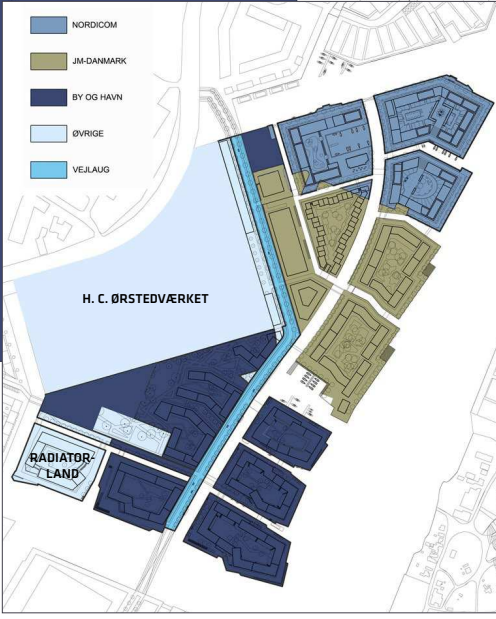 NORDICOM
JM-DANMARK
BY OG HAVN
ØVRIGE
VEJLAUG
H. C. ØRSTEDVÆRKET
RADIATOR-
LAND